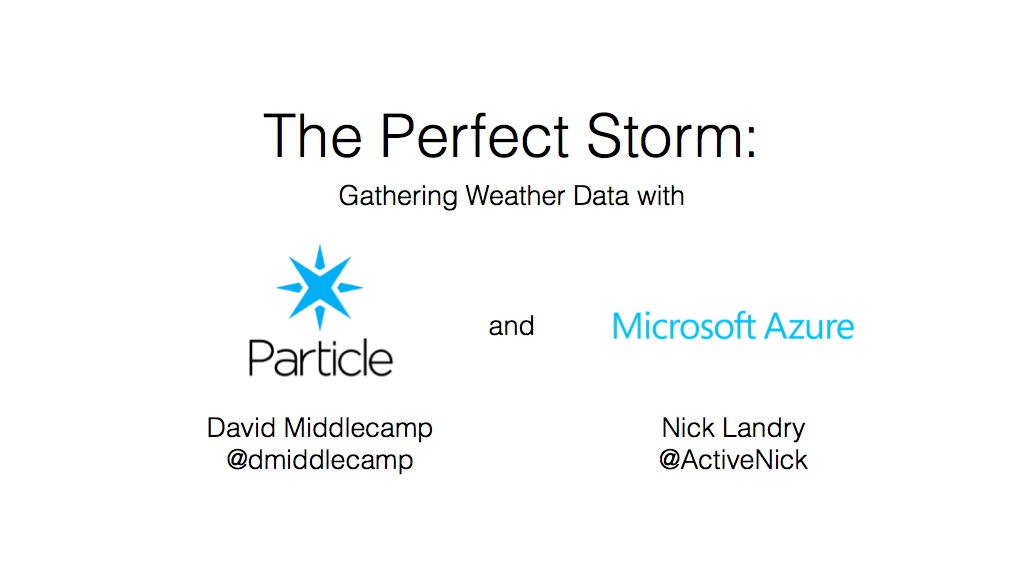 The Perfect Storm:
Gathering Weather Data with
Particle
and
Microsoft Azure
David Middlecamp
@dmiddlecamp
Nick Landry
@ActiveNick